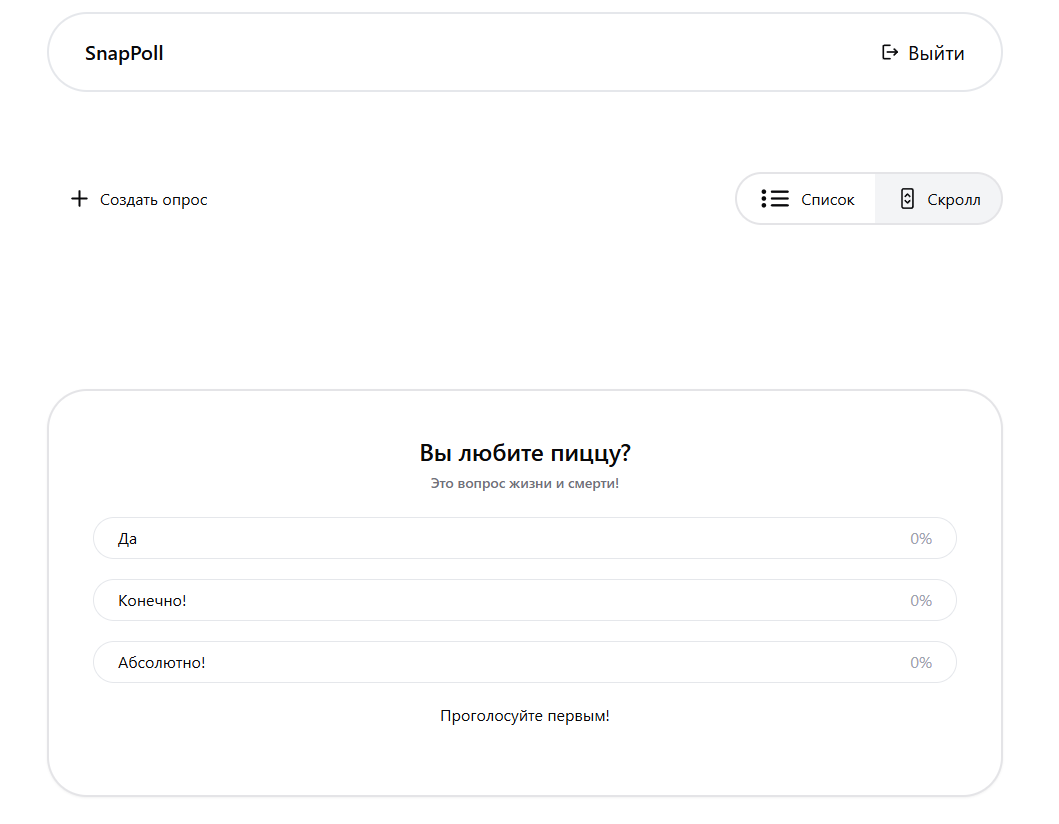 SnapPoll
Выйти
Создать опрос
Список
Скролл
Вы любите пиццу?
Это вопрос жизни и смерти!
Да 0%
Конечно! 0%
Абсолютно! 0%
Проголосуйте первым!